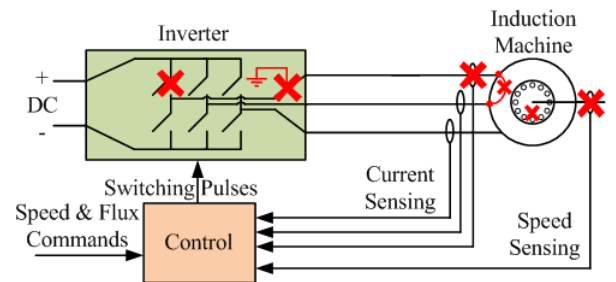 Inverter
Induction
Machine
+
DC
-
Switching Pulses
Current
Sensing
Speed & Flux
Commands
Control
Speed
Sensing